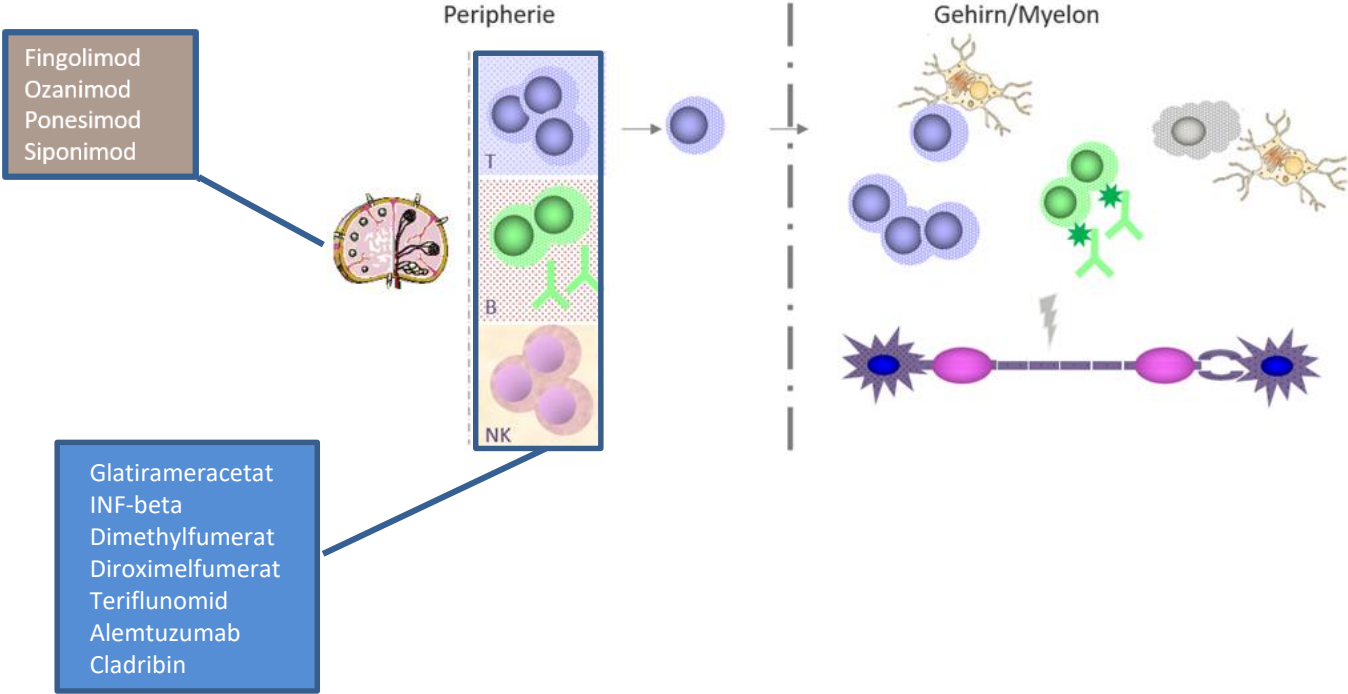 Peripherie
Gehirn/Myelon
Fingolimod
Ozanimod
Ponesimod
Siponimod
T
B
NK
Glatirameracetat
INF-beta
Dimethylfumerat
Diroximelfumerat
Teriflunomid
Alemtuzumab
Cladribin